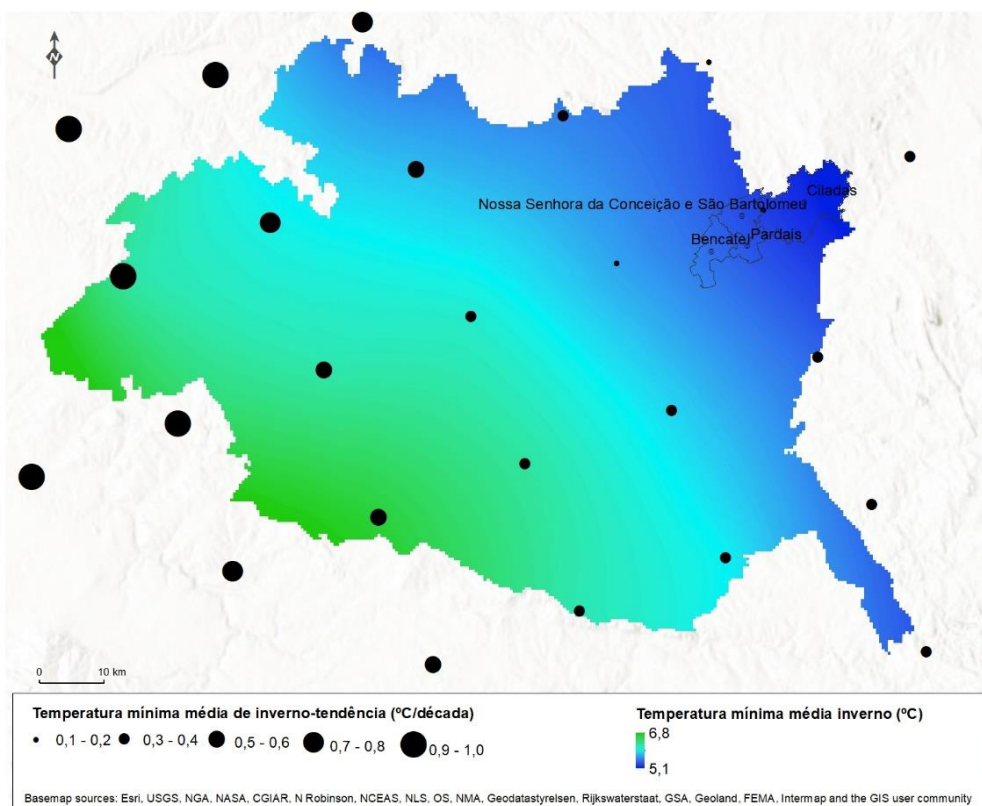 N
Ciladas
Nossa Senhora da Conceição e São Bartolomeu
Bencatel
Pardais
0 10 km
Temperatura mínima média de inverno-tendência (ºC/década)
0,1 - 0,2 0,3 - 0,4 0,5 - 0,6 0,7 - 0,8 0,9 - 1,0
Temperatura mínima média inverno (ºC)
6,8
5,1
Basemap sources: Esri, USGS, NGA, NASA, CGIAR, N Robinson, NCEAS, NLS, OS, NMA, Geodatastyrelsen, Rijkswaterstaat, GSA, Geoland, FEMA, Intermap and the GIS user community